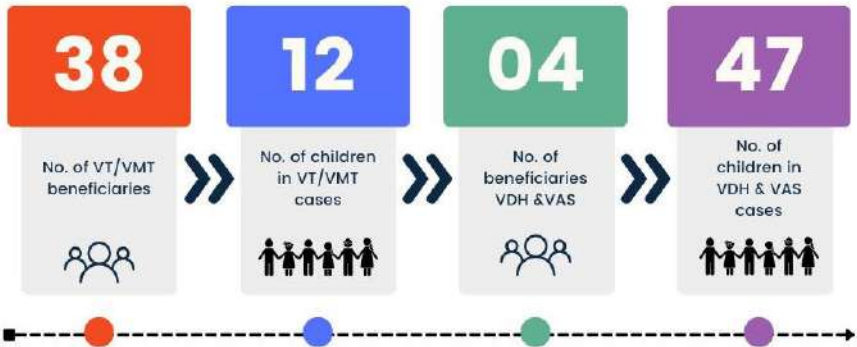 38
12
04
47
No. of VT/VMT
beneficiaries
No. of children
in VT/VMT
cases
No. of
beneficiaries
VDH &VAS
No. of
children in
VDH & VAS
cases